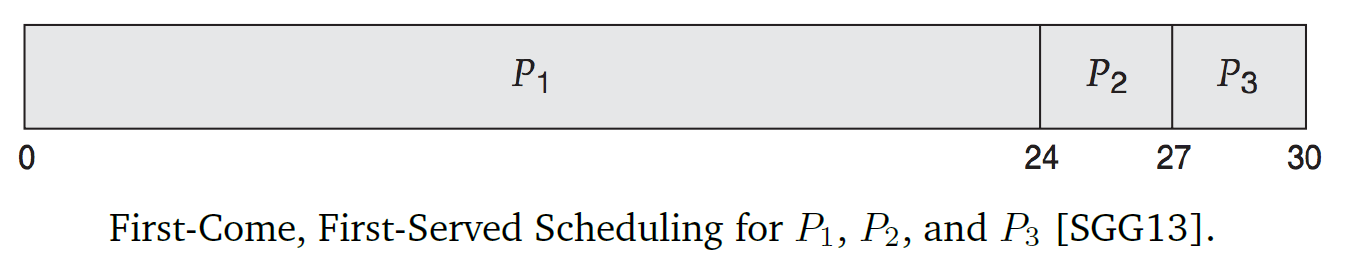 P1 P2 P3
0 24 27 30
First-Come, First-Served Scheduling for P1, P2, and P3 [SGG13].